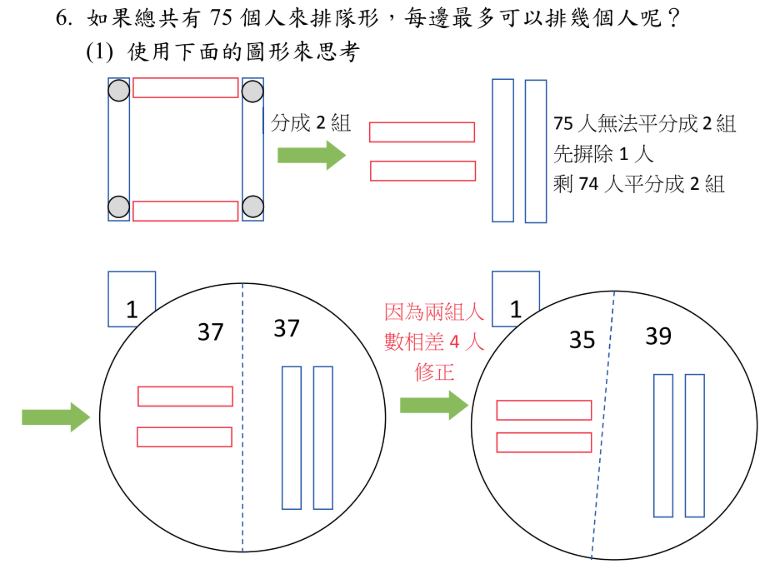 6. 如果總共有 75 個人來排隊形，每邊最多可以排幾個人呢？
(1) 使用下面的圖形來思考
分成 2 組
75 人無法平分成 2 組
先摒除 1 人
剩 74 人平分成 2 組
1
37
37
因為兩組人
數相差 4 人
修正
1
35
39